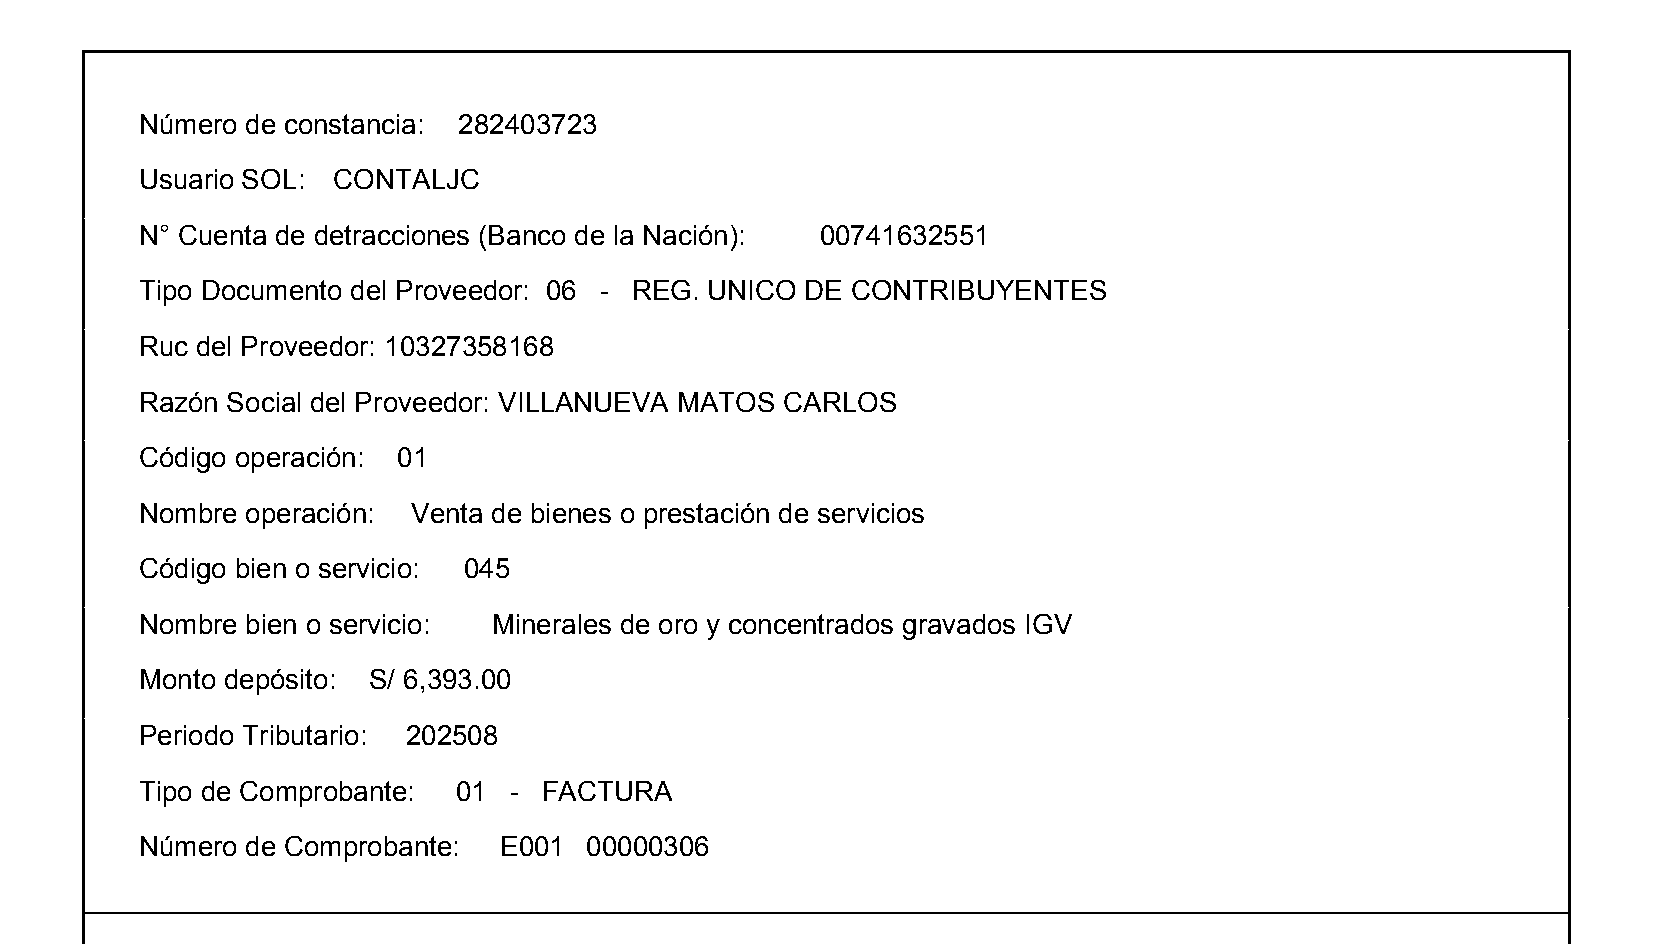 Número de constancia: 282403723
Usuario SOL: CONTALJC
N° Cuenta de detracciones (Banco de la Nación): 00741632551
Tipo Documento del Proveedor: 06 - REG. UNICO DE CONTRIBUYENTES
Ruc del Proveedor: 10327358168
Razón Social del Proveedor: VILLANUEVA MATOS CARLOS
Código operación: 01
Nombre operación: Venta de bienes o prestación de servicios
Código bien o servicio: 045
Nombre bien o servicio: Minerales de oro y concentrados gravados IGV
Monto depósito: S/ 6,393.00
Periodo Tributario: 202508
Tipo de Comprobante: 01 - FACTURA
Número de Comprobante: E001 00000306